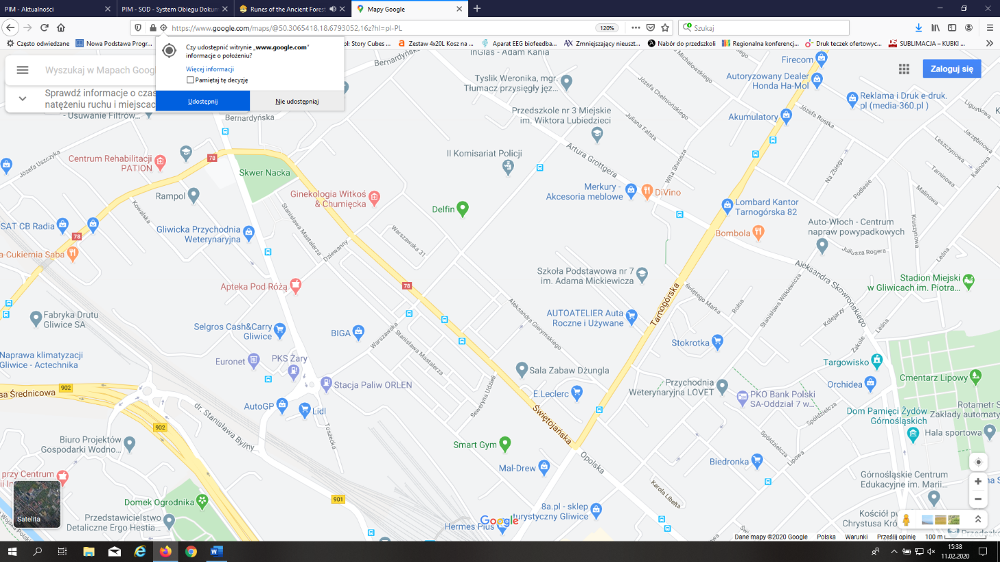 PIM - Aktualności
PIM - SOD - System Obiegu Dokum
Runes of the Ancient Forest
Mapy Google
https://www.google.com/maps/@50.3065418,18.6793052,16z?hl=pl-PL
120%
Szukaj
Często odwiedzane
Nowa Podstawa Progr...
ol: Story Cubes ...
Zestaw 4x20L Kosz na ...
Aparat EEG biofeedba...
Zmniejszający nieuszt...
Nabór do przedszkoli
Regionalna konferencj...
Druk teczek ofertowyc...
SUBLIMACJA – KUBKI ...
Czy udostępnić witrynie „www.google.com”
informacje o położeniu?
Więcej informacji
Pamiętaj tę decyzję
Udostępnij
Nie udostępniaj
Wyszukaj w Mapach Googl
Sprawdź informacje o czas
natężeniu ruchu i miejscac
- Usuwanie Filtrów...
Zaloguj się
InGlas - Adam Kania
Bernardyńs
Bernardyńska
Firecom
Autoryzowany Dealer
Honda Ha-Mol
Tyslik Weronika, mgr.
Tłumacz przysięgły jęz...
Józefa Chełmońskiego
Reklama i Druk e-druk.
pl (media-360.pl )
Ligustrowa
Przedszkole nr 3 Miejskie
im. Wiktora Lubiedzieci
Akumulatory
Józefa Rostka
Juliana Fałata
Jarzębinowa
Leszczynowa
Kalinowa
Józefa Uszczyka
Centrum Rehabilitacji
PATION
78
Skwer Nacka
II Komisariat Policji
Artura Grottgera
Wita Stwosza
Na Zbiegu
Tarninowa
Podlesie
Malinowa
Rampol
Kowalska
Ginekologia Witkoś
& Chumięcka
Delfin
Merkury -
Akcesoria meblowe
DiVino
Lombard Kantor
Tarnogórska 82
Bombola
Auto-Włoch - Centrum
napraw powypadkowych
Kruszynowa
Juliusza Rogera
Leśna
SAT CB Radia
78
Gliwicka Przychodnia
Weterynaryjna
Stanisława Mastalerza
Dziewanny
Warszawska 31
a-Cukiernia Saba
Szkoła Podstawowa nr 7
im. Adama Mickiewicza
Aleksandra Skowrońskiego
Stadion Miejski
w Gliwicach im. Piotra...
Apteka Pod Różą
78
Tarnogórska
świętego Marka
Rolna
Stanisława Witkiewicza
Kolejarzy
Leśna
Fabryka Drutu
Gliwice SA
Aleksandra Gierymskiego
AUTOATELIER Auta
Roczne i Używane
Selgros Cash&Carry
Gliwice
BIGA
Warszawska
Stanisława Mastalerza
Stokrotka
Zakole
Naprawa klimatyzacji
Gliwice - Actechnika
Euronet
PKS Żary
Targowisko
Sala Zabaw Dżungla
Stacja Paliw ORLEN
Przychodnia
Weterynaryjna LOVET
Orchidea
Cmentarz Lipowy
902
sa Średnicowa
E.Leclerc
PKO Bank Polski
SA-Oddział 7 w...
Seweryna Udzieli
Rotametr S
Zakłady automaty
AutoGP
Lidl
dr. Stanisława Byliny
Toszecka
Świętojańska
Spółdzielcza
Dom Pamięci Żydów
Górnośląskich
902
Hala sportowa
Biuro Projektów
Gospodarki Wodno...
Smart Gym
Spółdzielcza
Lipowa
Opolska
Biedronka
Mal-Drew
przy Centrum
Karola Libelta
Górnośląskie Centrum
Edukacyjne im. Marii...
Satelita
Domek Ogrodnika
901
8a.pl - sklep
turystyczny Gliwice
Google
Przedstawicielstwo
Detaliczne Ergo Hestia...
Hermes Plus
Kościół p
Chrystusa Kró
Przedszko
Dane mapy ©2020 Google
Polska
Warunki
Prześlij opinię
100 m
15:38
11.02.2020